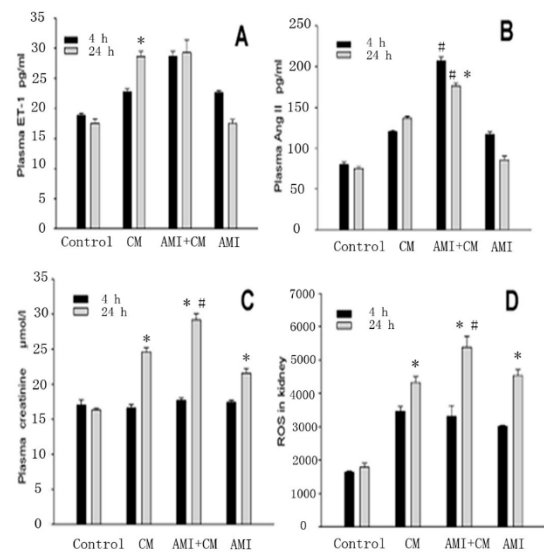 A
4 h
24 h
Plasma ET-1 pg/ml
35
30
25
20
15
10
5
0
*
Control CM AMI+CM AMI
B
4 h
24 h
Plasma Ang II pg/ml
250
200
150
100
50
0
#
# *
Control CM AMI+CM AMI
C
4 h
24 h
Plasma creatinine μmol/l
35
30
25
20
15
10
5
0
*
* #
*
Control CM AMI+CM AMI
D
4 h
24 h
ROS in kidney
7000
6000
5000
4000
3000
2000
1000
0
*
* #
*
Control CM AMI+CM AMI